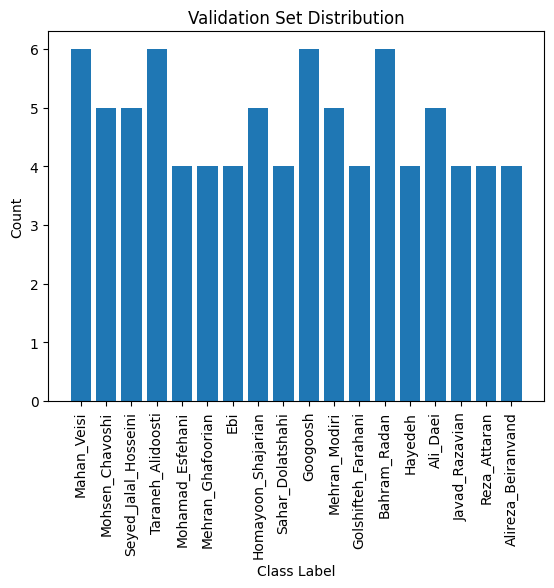 Validation Set Distribution
6
5
4
3
2
1
0
Count
Mahan_Veisi
Mohsen_Chavoshi
Seyed_Jalal_Hosseini
Taraneh_Alidoosti
Mohamad_Esfehani
Mehran_Ghafoorian
Ebi
Homayoon_Shajarian
Sahar_Dolatshahi
Googoosh
Mehran_Modiri
Golshifteh_Farahani
Bahram_Radan
Hayedeh
Ali_Daei
Javad_Razavian
Reza_Attaran
Alireza_Beiranvand
Class Label